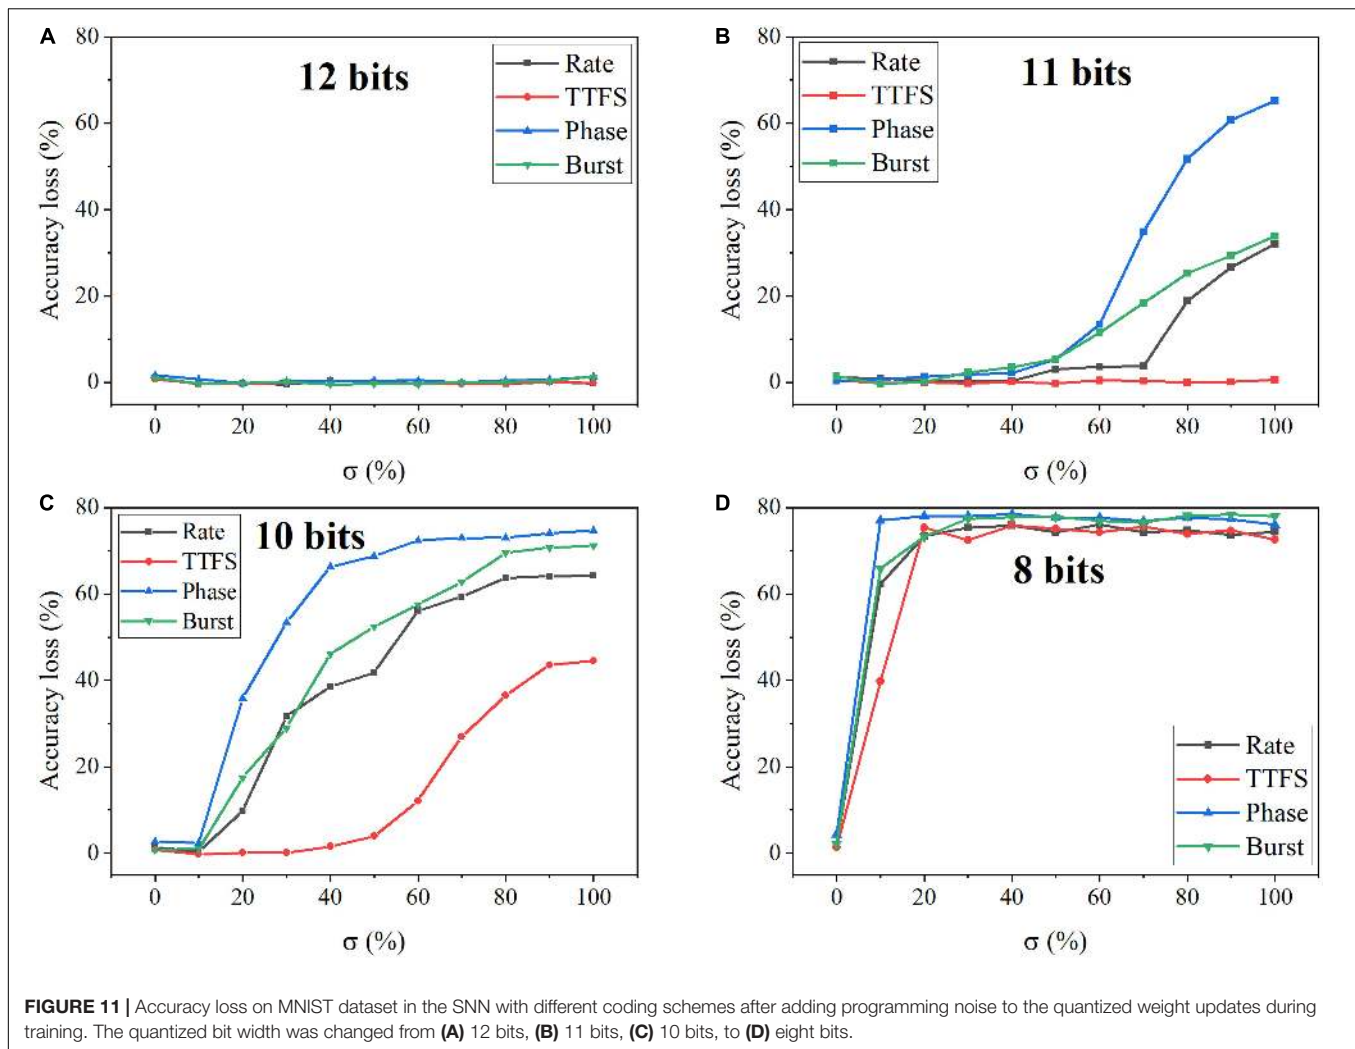 A
12 bits
Rate
TTFS
Phase
Burst
80
60
40
20
0
Accuracy loss (%)
0 20 40 60 80 100
σ (%)
B
11 bits
Rate
TTFS
Phase
Burst
80
60
40
20
0
Accuracy loss (%)
0 20 40 60 80 100
σ (%)
C
10 bits
Rate
TTFS
Phase
Burst
80
60
40
20
0
Accuracy loss (%)
0 20 40 60 80 100
σ (%)
D
8 bits
Rate
TTFS
Phase
Burst
80
60
40
20
0
Accuracy loss (%)
0 20 40 60 80 100
σ (%)
FIGURE 11 | Accuracy loss on MNIST dataset in the SNN with different coding schemes after adding programming noise to the quantized weight updates during
training. The quantized bit width was changed from (A) 12 bits, (B) 11 bits, (C) 10 bits, to (D) eight bits.